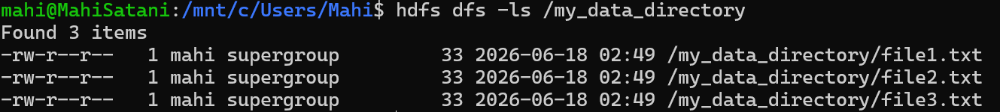 mahi@MahiSatani:/mnt/c/Users/Mahi$ hdfs dfs -ls /my_data_directory
Found 3 items
-rw-r--r--   1 mahi supergroup         33 2026-06-18 02:49 /my_data_directory/file1.txt
-rw-r--r--   1 mahi supergroup         33 2026-06-18 02:49 /my_data_directory/file2.txt
-rw-r--r--   1 mahi supergroup         33 2026-06-18 02:49 /my_data_directory/file3.txt